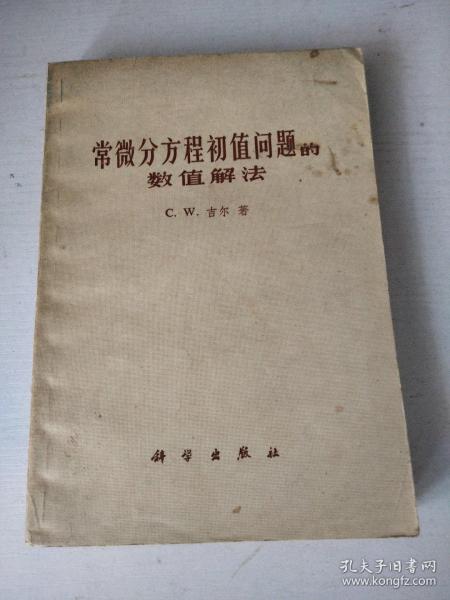 常微分方程初值问题的
数值解法
C. W. 吉尔 著
科学出版社
孔夫子旧书网
www.kongfz.com